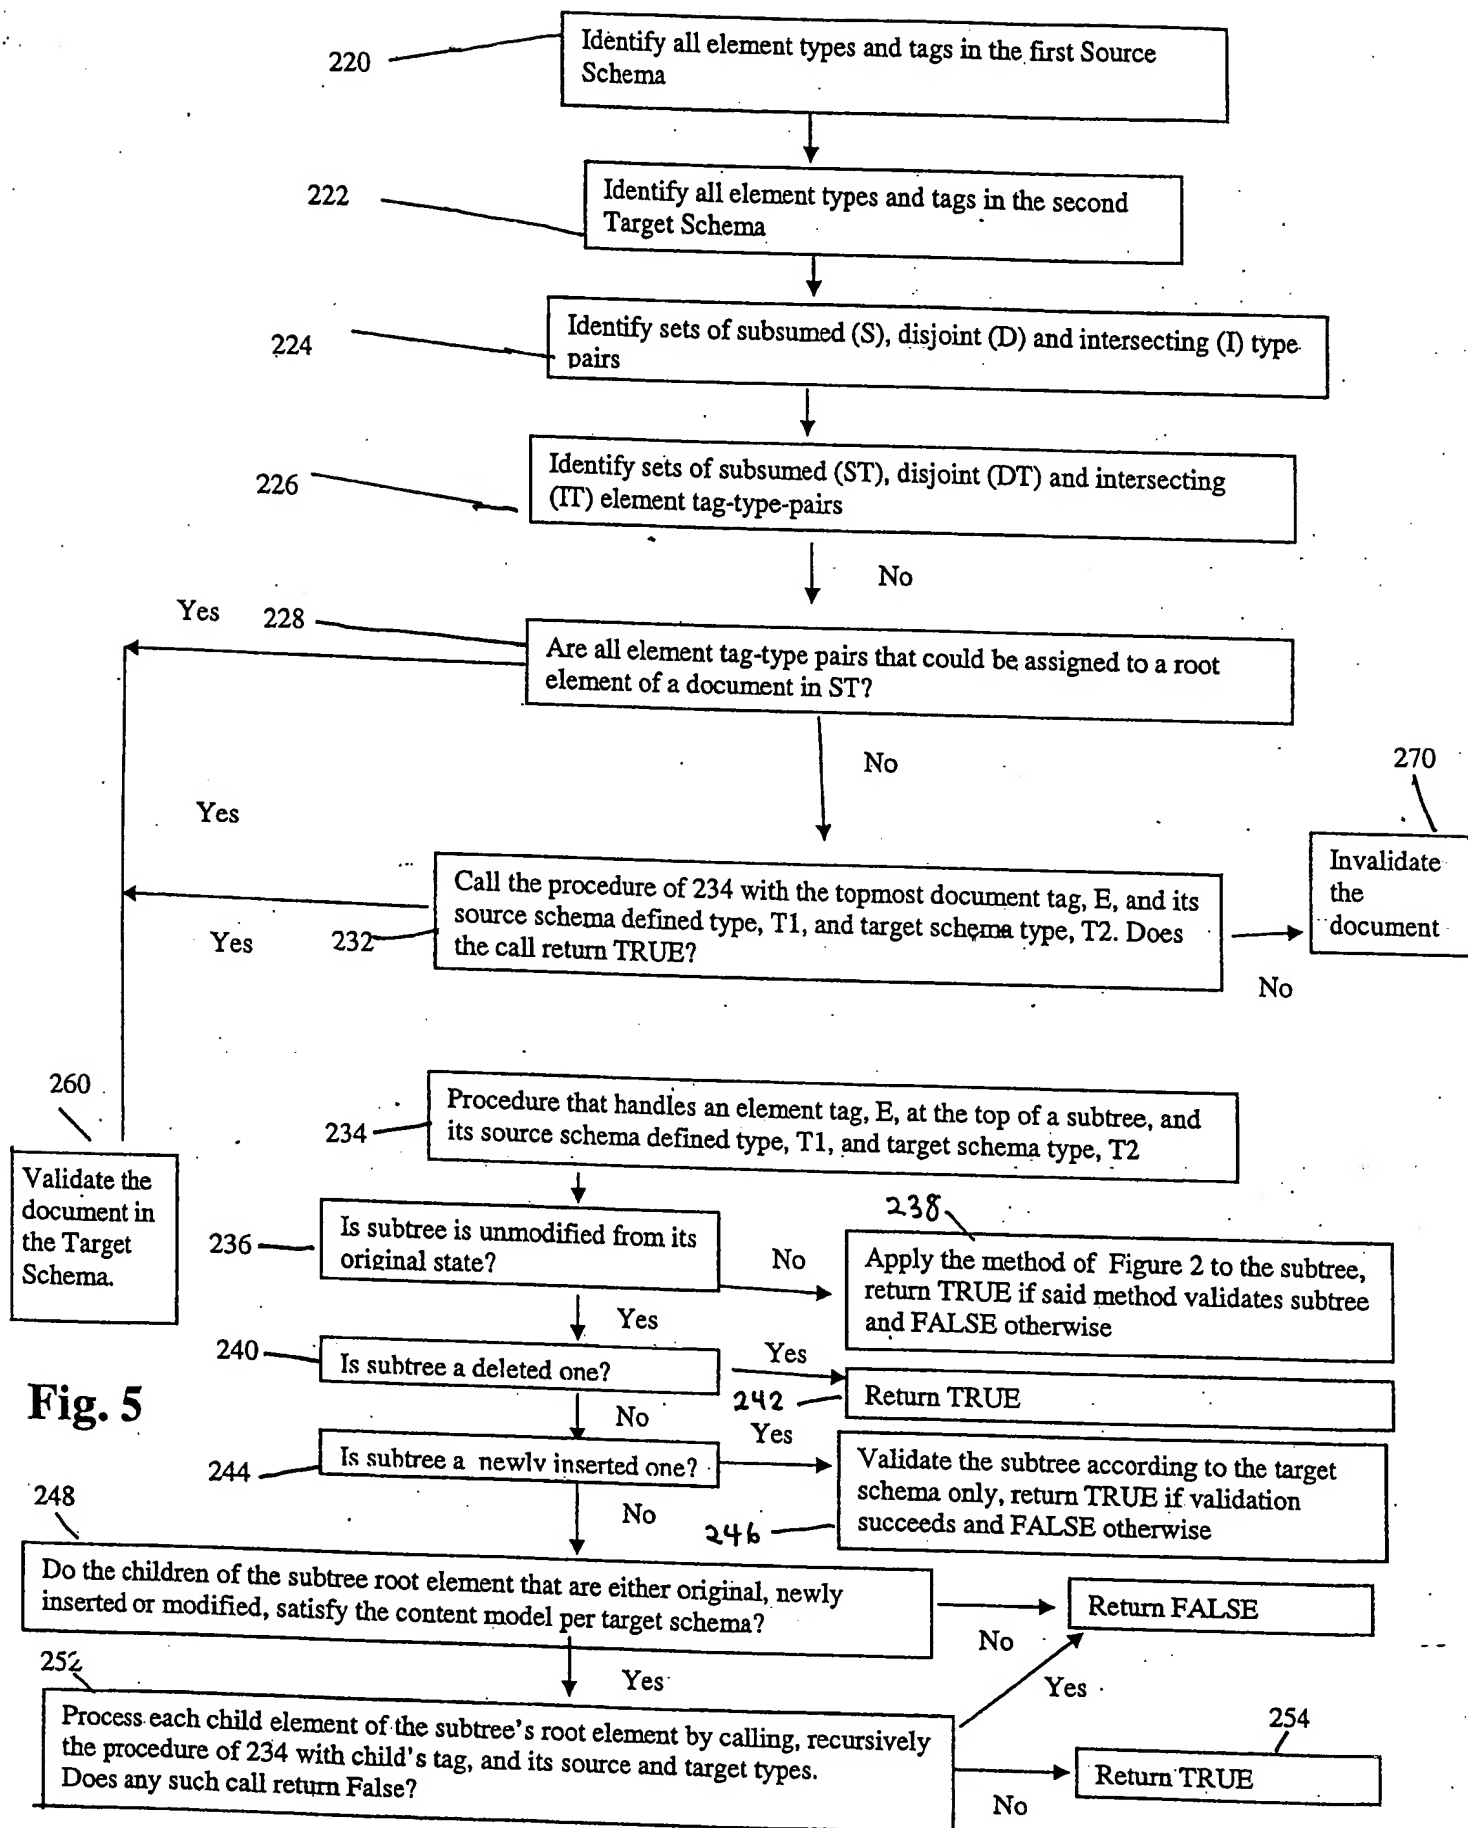 220
Identify all element types and tags in the first Source
Schema
222
Identify all element types and tags in the second
Target Schema
224
Identify sets of subsumed (S), disjoint (D) and intersecting (I) type
pairs
226
Identify sets of subsumed (ST), disjoint (DT) and intersecting
(IT) element tag-type-pairs
No
Yes
228
Are all element tag-type pairs that could be assigned to a root
element of a document in ST?
No
270
Yes
Invalidate
the
document
Call the procedure of 234 with the topmost document tag, E, and its
source schema defined type, T1, and target schema type, T2. Does
the call return TRUE?
Yes
232
No
260
Validate the
document in
the Target
Schema.
234
Procedure that handles an element tag, E, at the top of a subtree, and
its source schema defined type, T1, and target schema type, T2
236
Is subtree is unmodified from its
original state?
No
238
Apply the method of Figure 2 to the subtree,
return TRUE if said method validates subtree
and FALSE otherwise
Yes
240
Is subtree a deleted one?
Yes
242
Return TRUE
Fig. 5
No
244
Is subtree a newly inserted one?
Yes
246
Validate the subtree according to the target
schema only, return TRUE if validation
succeeds and FALSE otherwise
No
248
Do the children of the subtree root element that are either original, newly
inserted or modified, satisfy the content model per target schema?
No
Return FALSE
Yes
252
Process each child element of the subtree's root element by calling, recursively
the procedure of 234 with child's tag, and its source and target types.
Does any such call return False?
Yes
254
Return TRUE
No